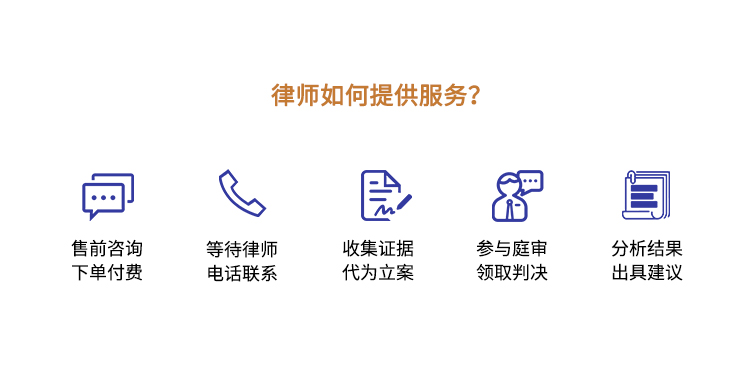 律师如何提供服务？
售前咨询
下单付费
等待律师
电话联系
收集证据
代为立案
参与庭审
领取判决
分析结果
出具建议